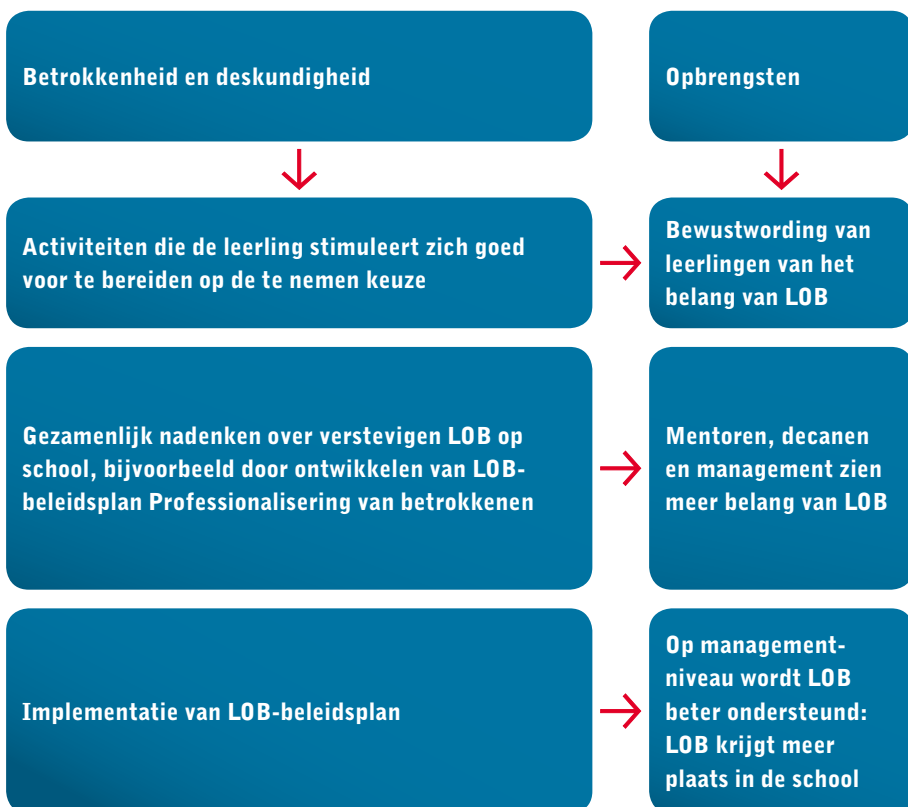 Betrokkenheid en deskundigheid
Opbrengsten
Activiteiten die de leerling stimuleert zich goed
voor te bereiden op de te nemen keuze
Bewustwording van
leerlingen van het
belang van LOB
Gezamenlijk nadenken over verstevigen LOB op
school, bijvoorbeeld door ontwikkelen van LOB-
beleidsplan Professionalisering van betrokkenen
Mentoren, decanen
en management zien
meer belang van LOB
Implementatie van LOB-beleidsplan
Op management-
niveau wordt LOB
beter ondersteund:
LOB krijgt meer
plaats in de school